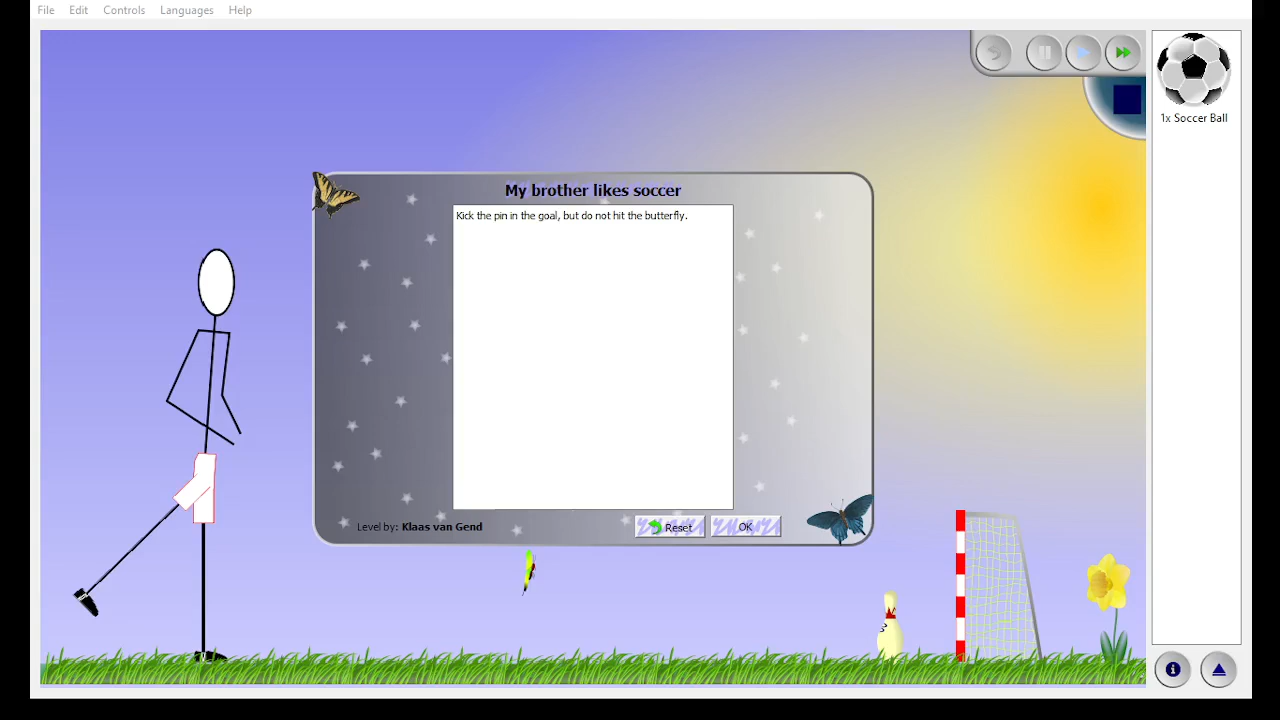 File Edit Controls Languages Help
1x Soccer Ball
My brother likes soccer
Kick the pin in the goal, but do not hit the butterfly.
Level by: Klaas van Gend
Reset
OK